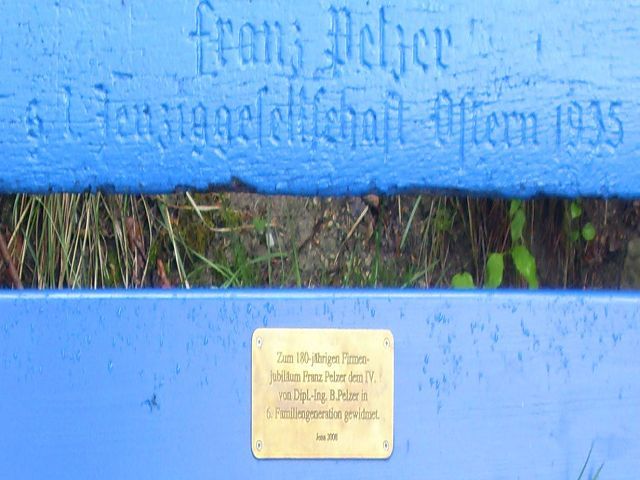 Franz Pelzer
s. l. Jenziggesellschaft Ostern 1935
Zum 180-jährigen Firmen-
jubiläum Franz Pelzer dem IV.
von Dipl.-Ing. B.Pelzer in
6. Familiengeneration gewidmet.
Jena 2008